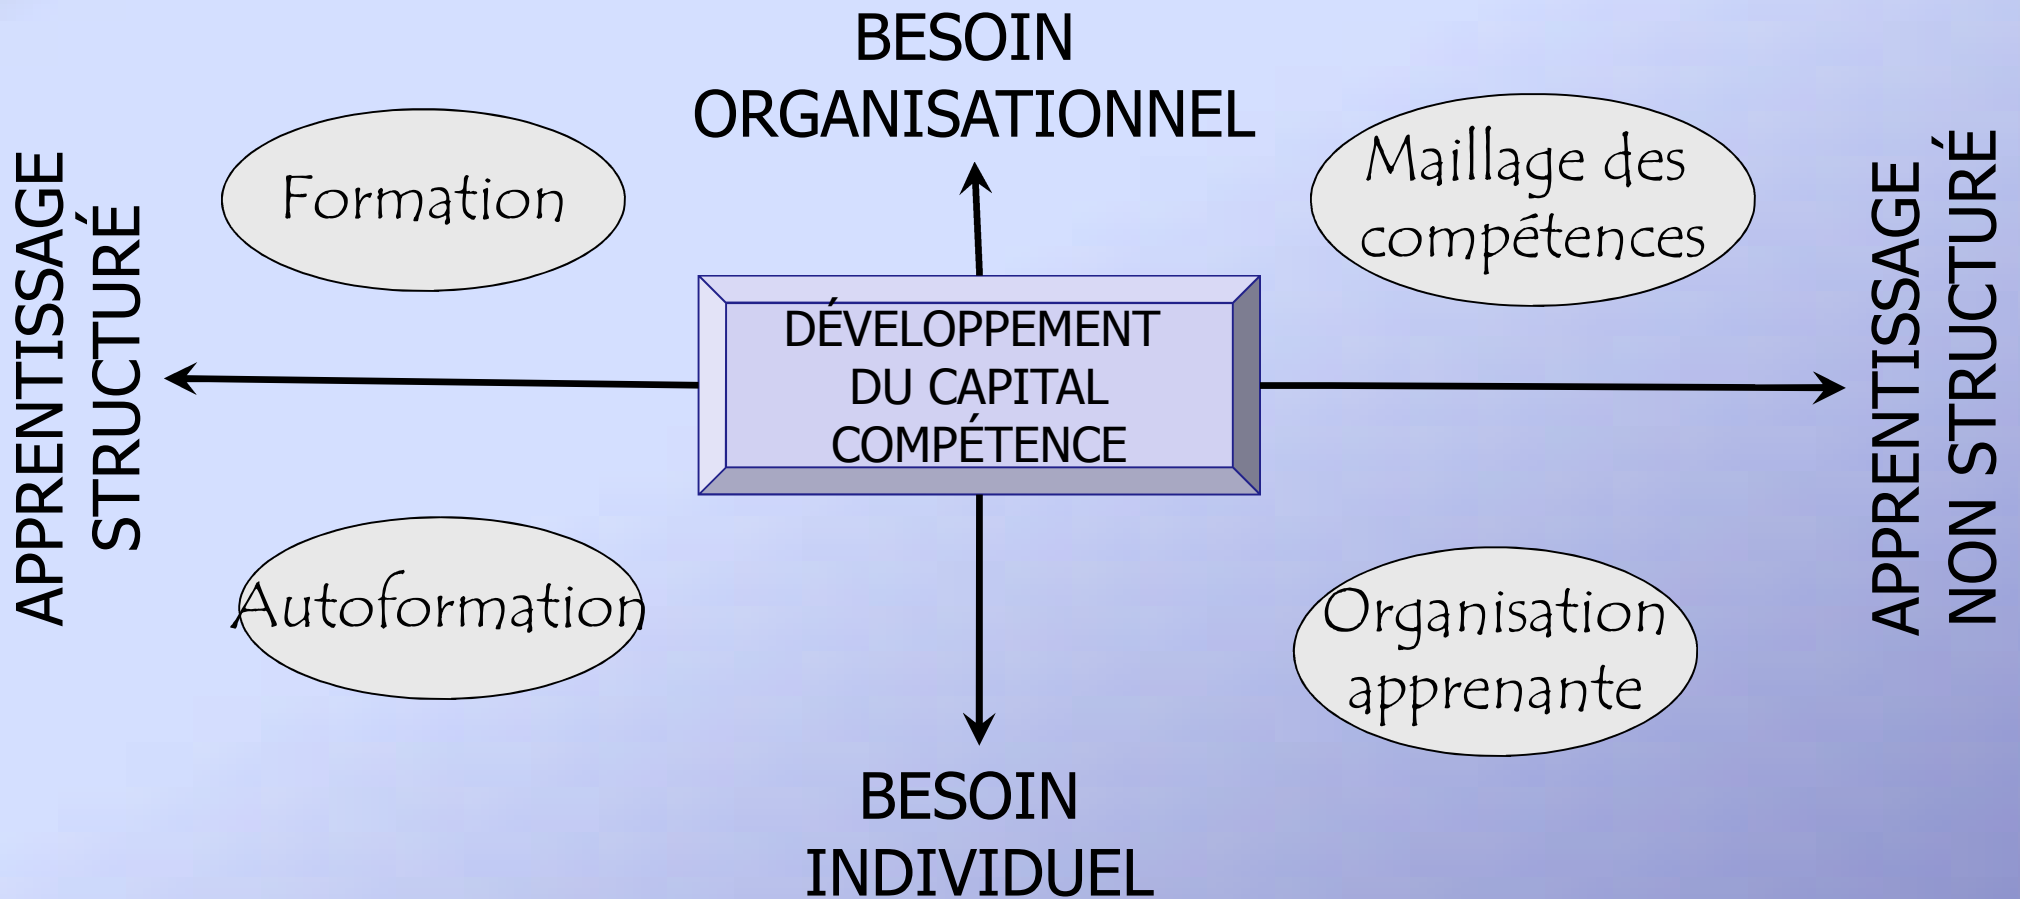 BESOIN
ORGANISATIONNEL
APPRENTISSAGE
STRUCTURÉ
Formation
Maillage des
compétences
APPRENTISSAGE
NON STRUCTURÉ
DÉVELOPPEMENT
DU CAPITAL
COMPÉTENCE
Autoformation
Organisation
apprenante
BESOIN
INDIVIDUEL